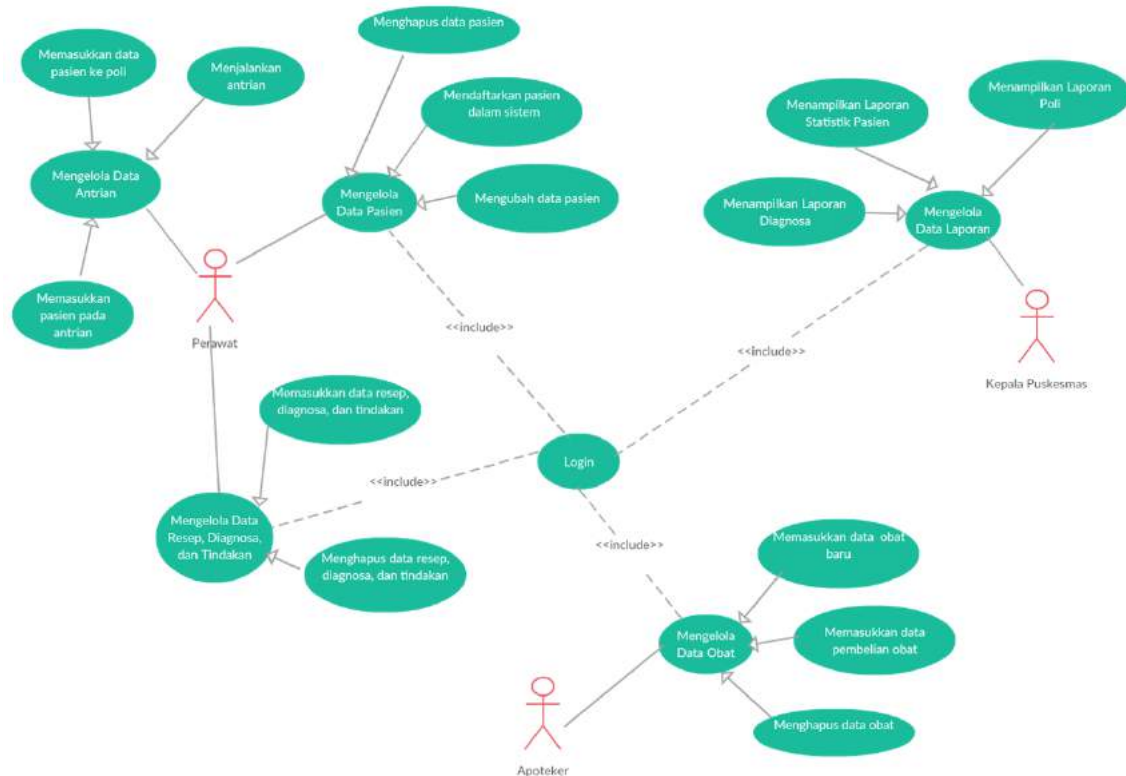 Menghapus data pasien
Memasukkan data
pasien ke poli
Menjalankan
antrian
Mendaftarkan pasien
dalam sistem
Menampilkan Laporan
Statistik Pasien
Menampilkan Laporan
Poli
Mengelola Data
Antrian
Mengelola
Data Pasien
Mengubah data pasien
Menampilkan Laporan
Diagnosa
Mengelola
Data Laporan
Memasukkan
pasien pada
antrian
Perawat
<<include>>
<<include>>
Kepala Puskesmas
Memasukkan data resep,
diagnosa, dan tindakan
Login
<<include>>
Mengelola Data
Resep, Diagnosa,
dan Tindakan
Menghapus data resep,
diagnosa, dan tindakan
<<include>>
Memasukkan data obat
baru
Mengelola
Data Obat
Memasukkan data
pembelian obat
Menghapus data obat
Apoteker